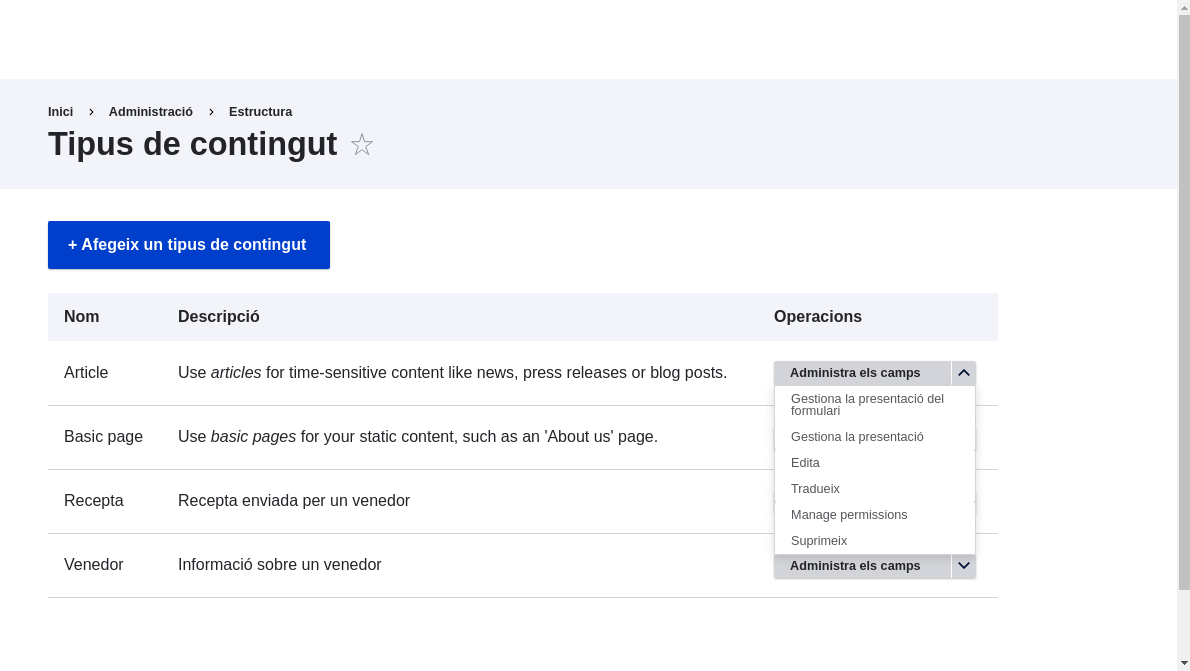 Inici › Administració › Estructura
Tipus de contingut ☆
+ Afegeix un tipus de contingut
Nom Descripció Operacions
Article Use articles for time-sensitive content like news, press releases or blog posts. Administra els camps
Gestiona la presentació del
formulari
Basic page Use basic pages for your static content, such as an 'About us' page. Gestiona la presentació
Edita
Tradueix
Recepta Recepta enviada per un venedor
Manage permissions
Suprimeix
Venedor Informació sobre un venedor Administra els camps